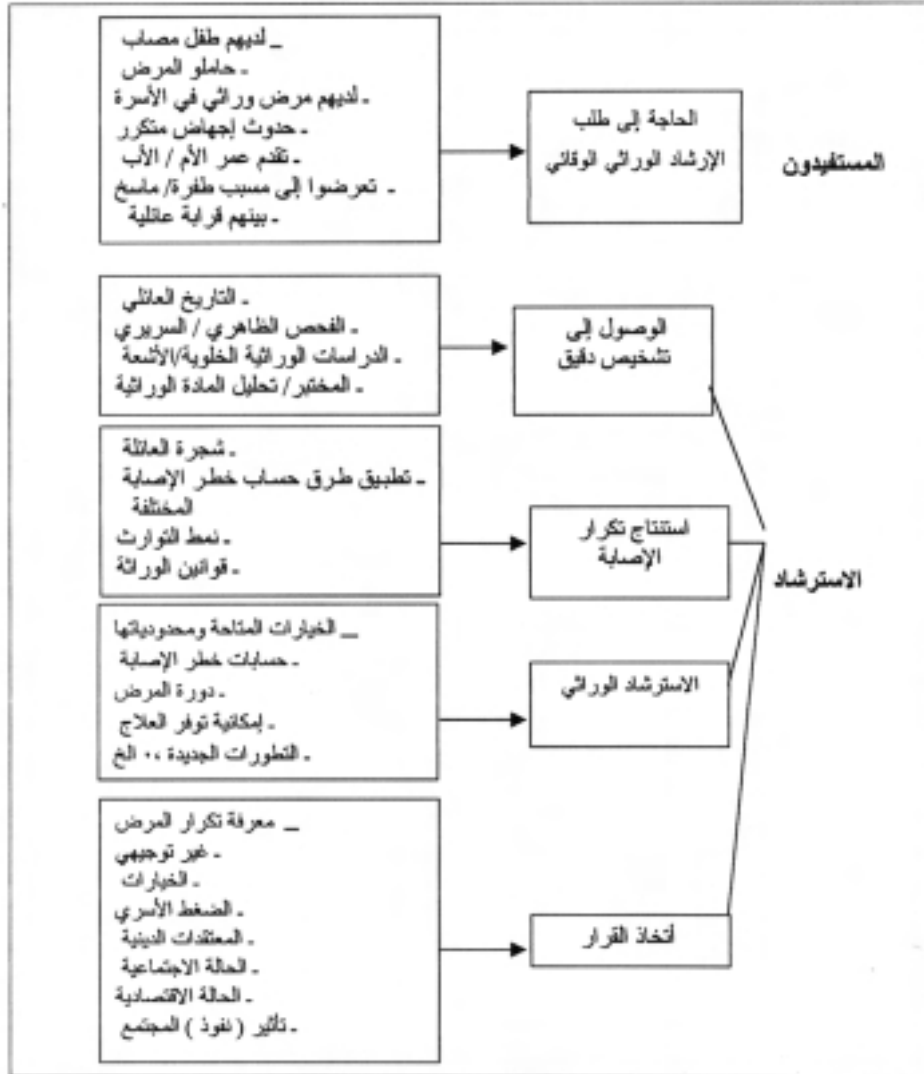 المستفيدون
الحاجة إلى طلب
الإرشاد الوراثي الوقائي
_ لديهم طفل مصاب
- حاملو المرض
- لديهم مرض وراثي في الأسرة
- حدوث إجهاض متكرر
- تقدم عمر الأم / الأب
- تعرضوا إلى مسبب طفرة/ ماسخ
- بينهم قرابة عائلية
الاسترشاد
الوصول إلى
تشخيص دقيق
- التاريخ العائلي
- الفحص الظاهري / السريري
- الدراسات الوراثية الخلوية/الأشعة
- المختبر / تحليل المادة الوراثية
استنتاج تكرار
الإصابة
- شجرة العائلة
- تطبيق طرق حساب خطر الإصابة
المختلفة
- نمط التوارث
- قوانين الوراثة
الاسترشاد الوراثي
_ الخيارات المتاحة ومحدودياتها
- حسابات خطر الإصابة
- دورة المرض
- إمكانية توفر العلاج
- التطورات الجديدة ،٠ الخ
أتخاذ القرار
_ معرفة تكرار المرض
- غير توجيهي
- الخيارات
- الضغط الأسري
- المعتقدات الدينية
- الحالة الاجتماعية
- الحالة الاقتصادية
- تأثير ( نفوذ ) المجتمع